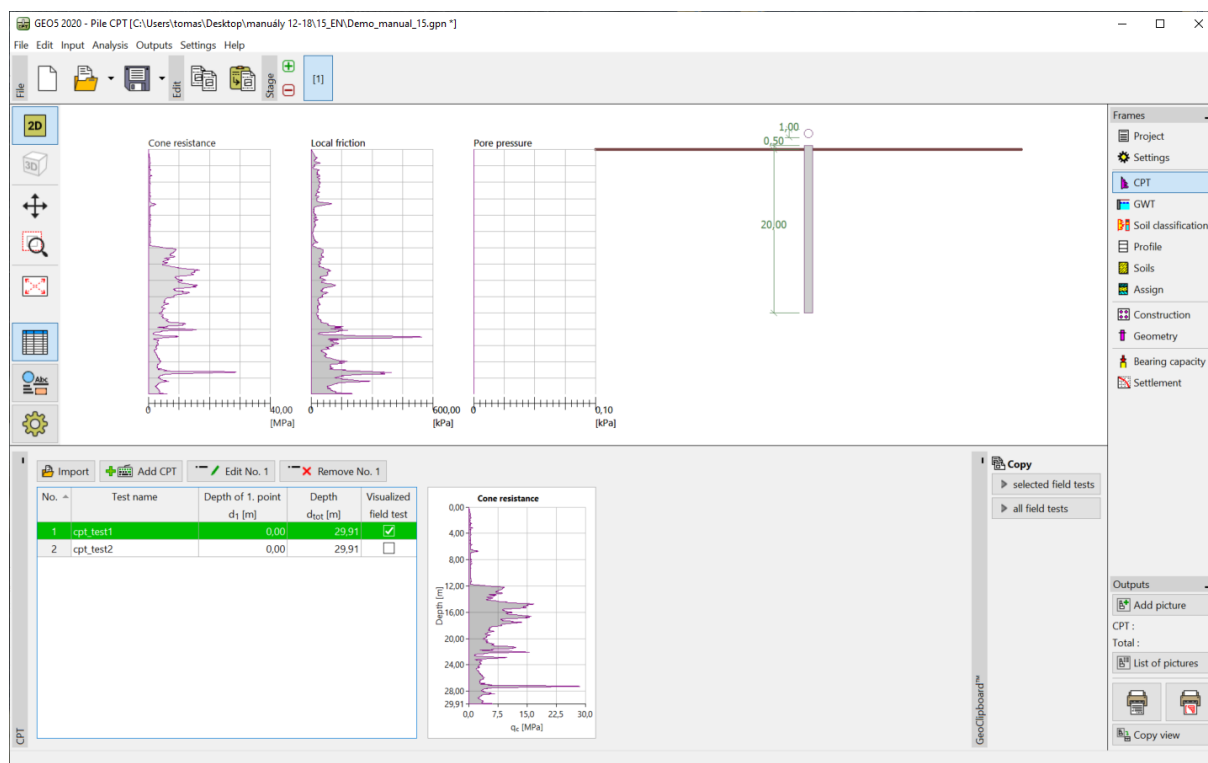 GEO5 2020 - Pile CPT [C:\Users\tomas\Desktop\manuály 12-18\15_EN\Demo_manual_15.gpn *]
File Edit Input Analysis Outputs Settings Help
File
Edit
Stage
[1]
2D
3D
Abc
Cone resistance
0
40,00
[MPa]
Local friction
0
600,00
[kPa]
Pore pressure
0
0,10
[kPa]
1,00
0,50
20,00
Frames
Project
Settings
CPT
GWT
Soil classification
Profile
Soils
Assign
Construction
Geometry
Bearing capacity
Settlement
CPT
Import
Add CPT
Edit No. 1
Remove No. 1
No. Test name Depth of 1. point Depth Visualized
d1 [m] dtot [m] field test
1 cpt_test1 0,00 29,91
2 cpt_test2 0,00 29,91
Cone resistance
Depth [m]
0,00
4,00
8,00
12,00
16,00
20,00
24,00
28,00
29,91
0,0 7,5 15,0 22,5 30,0
qc [MPa]
GeoClipboard™
Copy
selected field tests
all field tests
Outputs
Add picture
CPT :
Total :
List of pictures
Copy view